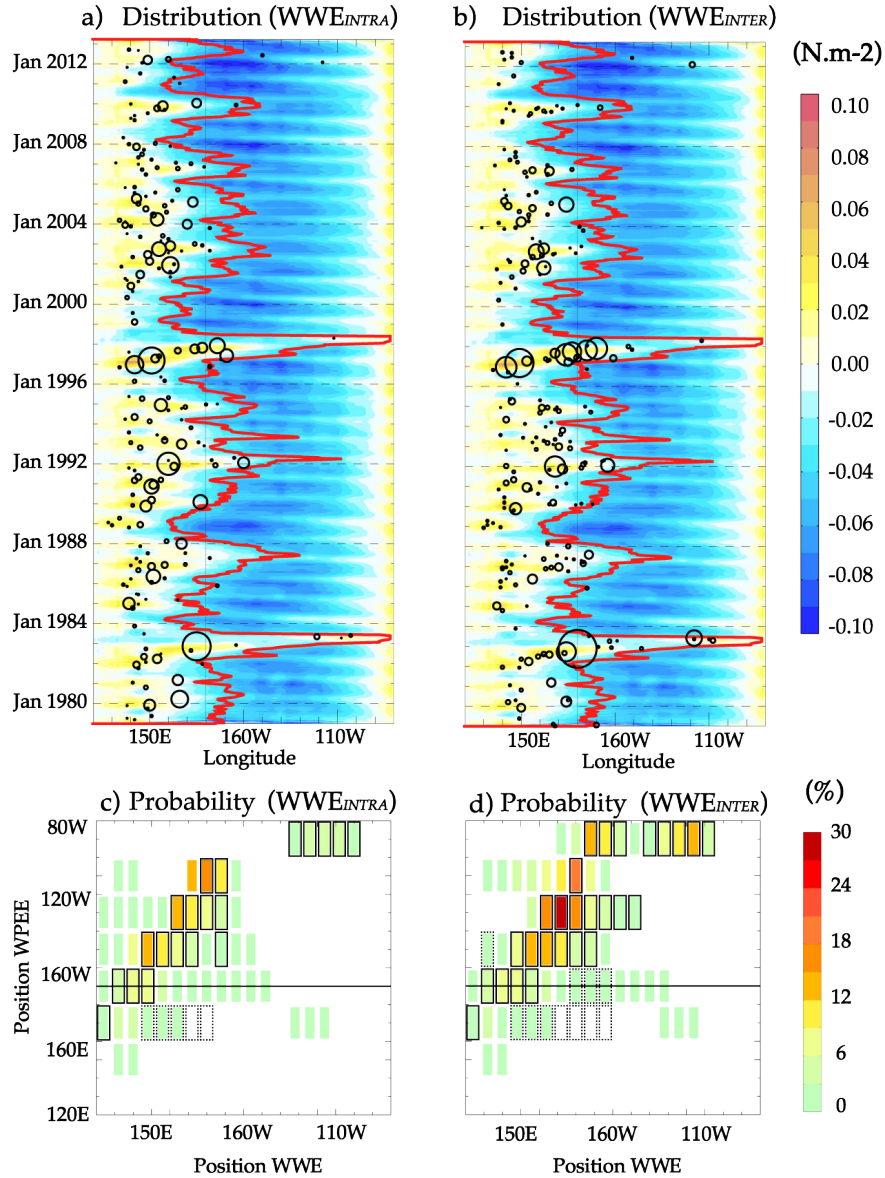 a) Distribution (WWEINTRA)
b) Distribution (WWEINTER)
(N.m-2)
Jan 2012
Jan 2008
Jan 2004
Jan 2000
Jan 1996
Jan 1992
Jan 1988
Jan 1984
Jan 1980
150E 160W 110W
Longitude
150E 160W 110W
Longitude
0.10
0.08
0.06
0.04
0.02
0.00
-0.02
-0.04
-0.06
-0.08
-0.10
c) Probability (WWEINTRA)
d) Probability (WWEINTER)
(%)
Position WPEE
80W
120W
160W
160E
120E
150E 160W 110W
Position WWE
150E 160W 110W
Position WWE
30
24
18
12
6
0